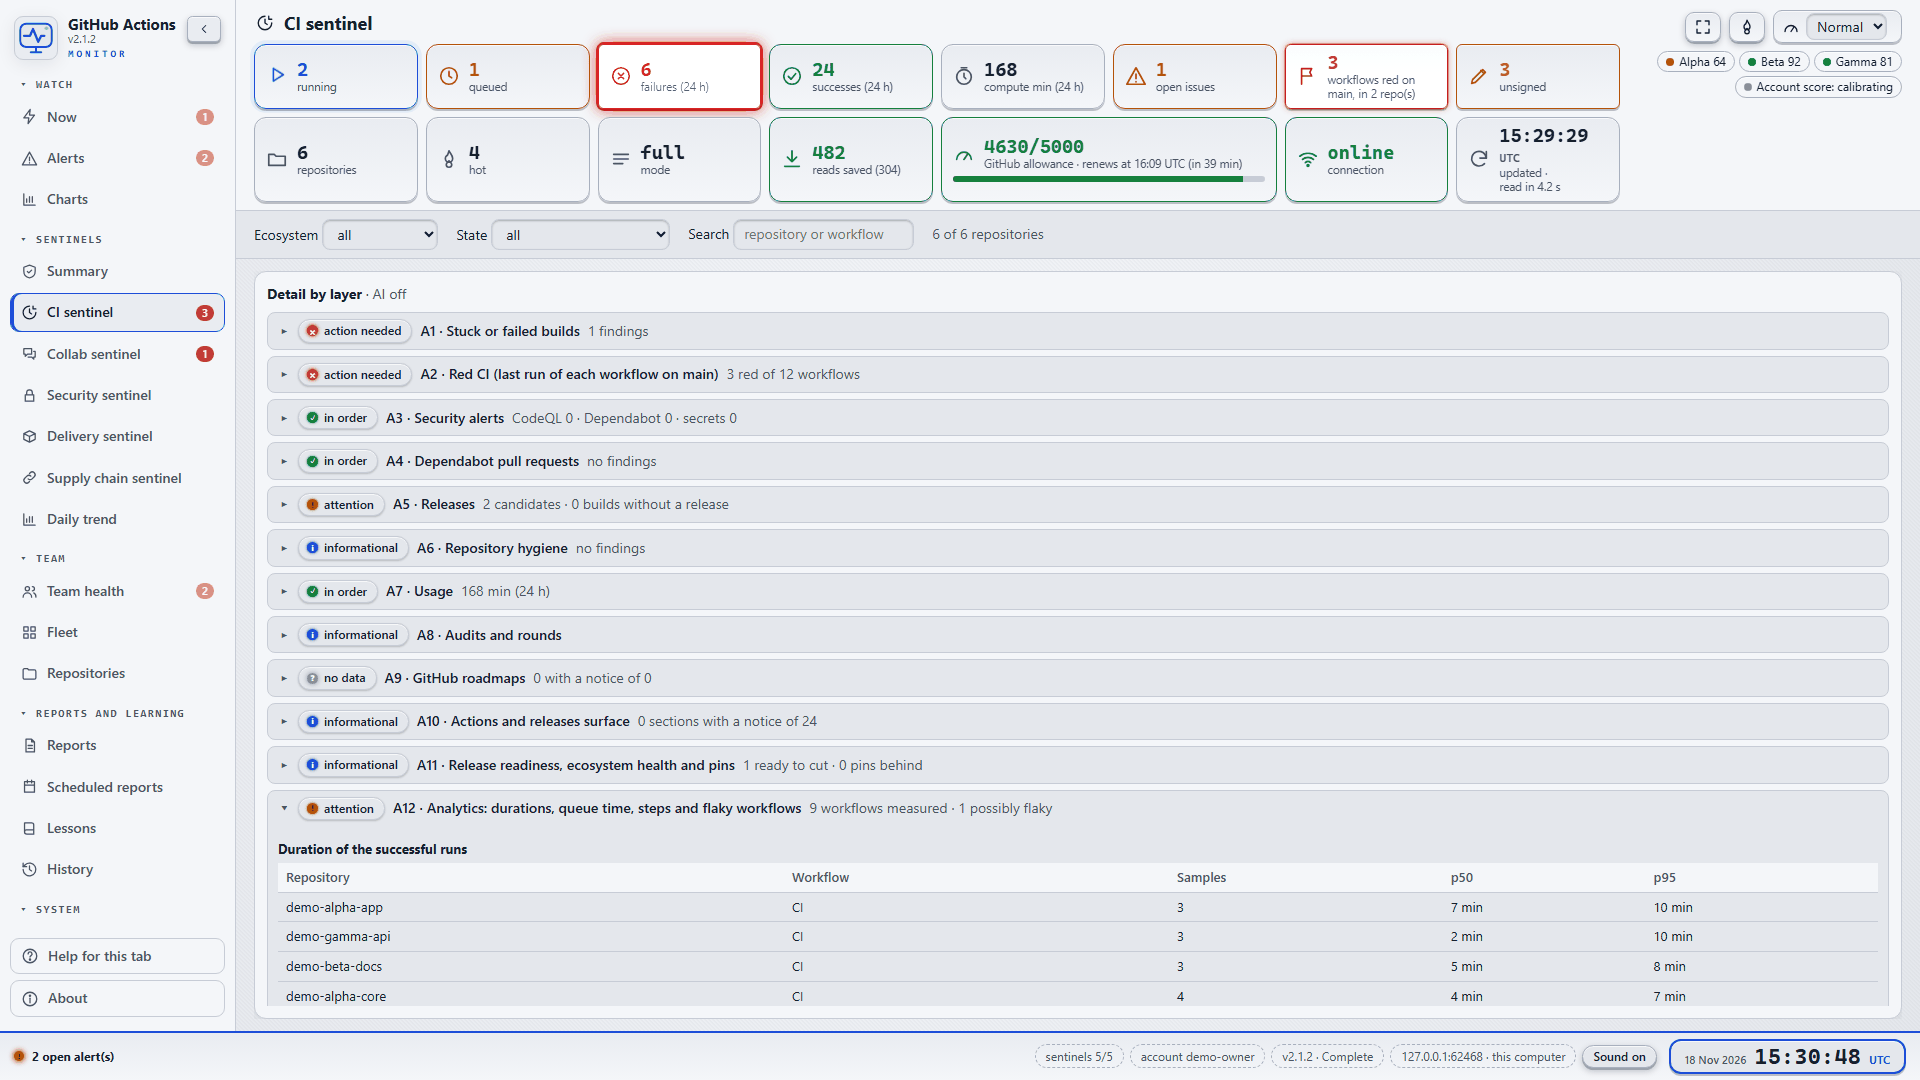 GitHub Actions
v2.1.2
MONITOR
WATCH
Now 1
Alerts 2
Charts
SENTINELS
Summary
CI sentinel 3
Collab sentinel 1
Security sentinel
Delivery sentinel
Supply chain sentinel
Daily trend
TEAM
Team health 2
Fleet
Repositories
REPORTS AND LEARNING
Reports
Scheduled reports
Lessons
History
SYSTEM
Help for this tab
About
CI sentinel
Normal
Alpha 64
Beta 92
Gamma 81
Account score: calibrating
2
running
1
queued
6
failures (24 h)
24
successes (24 h)
168
compute min (24 h)
1
open issues
3
workflows red on
main, in 2 repo(s)
3
unsigned
6
repositories
4
hot
full
mode
482
reads saved (304)
4630/5000
GitHub allowance · renews at 16:09 UTC (in 39 min)
online
connection
15:29:29
UTC
updated ·
read in 4.2 s
Ecosystem all State all Search repository or workflow 6 of 6 repositories
Detail by layer · AI off
action needed A1 · Stuck or failed builds 1 findings
action needed A2 · Red CI (last run of each workflow on main) 3 red of 12 workflows
in order A3 · Security alerts CodeQL 0 · Dependabot 0 · secrets 0
in order A4 · Dependabot pull requests no findings
attention A5 · Releases 2 candidates · 0 builds without a release
informational A6 · Repository hygiene no findings
in order A7 · Usage 168 min (24 h)
informational A8 · Audits and rounds
no data A9 · GitHub roadmaps 0 with a notice of 0
informational A10 · Actions and releases surface 0 sections with a notice of 24
informational A11 · Release readiness, ecosystem health and pins 1 ready to cut · 0 pins behind
attention A12 · Analytics: durations, queue time, steps and flaky workflows 9 workflows measured · 1 possibly flaky
Duration of the successful runs
Repository Workflow Samples p50 p95
demo-alpha-app CI 3 7 min 10 min
demo-gamma-api CI 3 2 min 10 min
demo-beta-docs CI 3 5 min 8 min
demo-alpha-core CI 4 4 min 7 min
2 open alert(s)
sentinels 5/5
account demo-owner
v2.1.2 · Complete
127.0.0.1:62468 · this computer
Sound on
18 Nov 2026 15:30:48 UTC